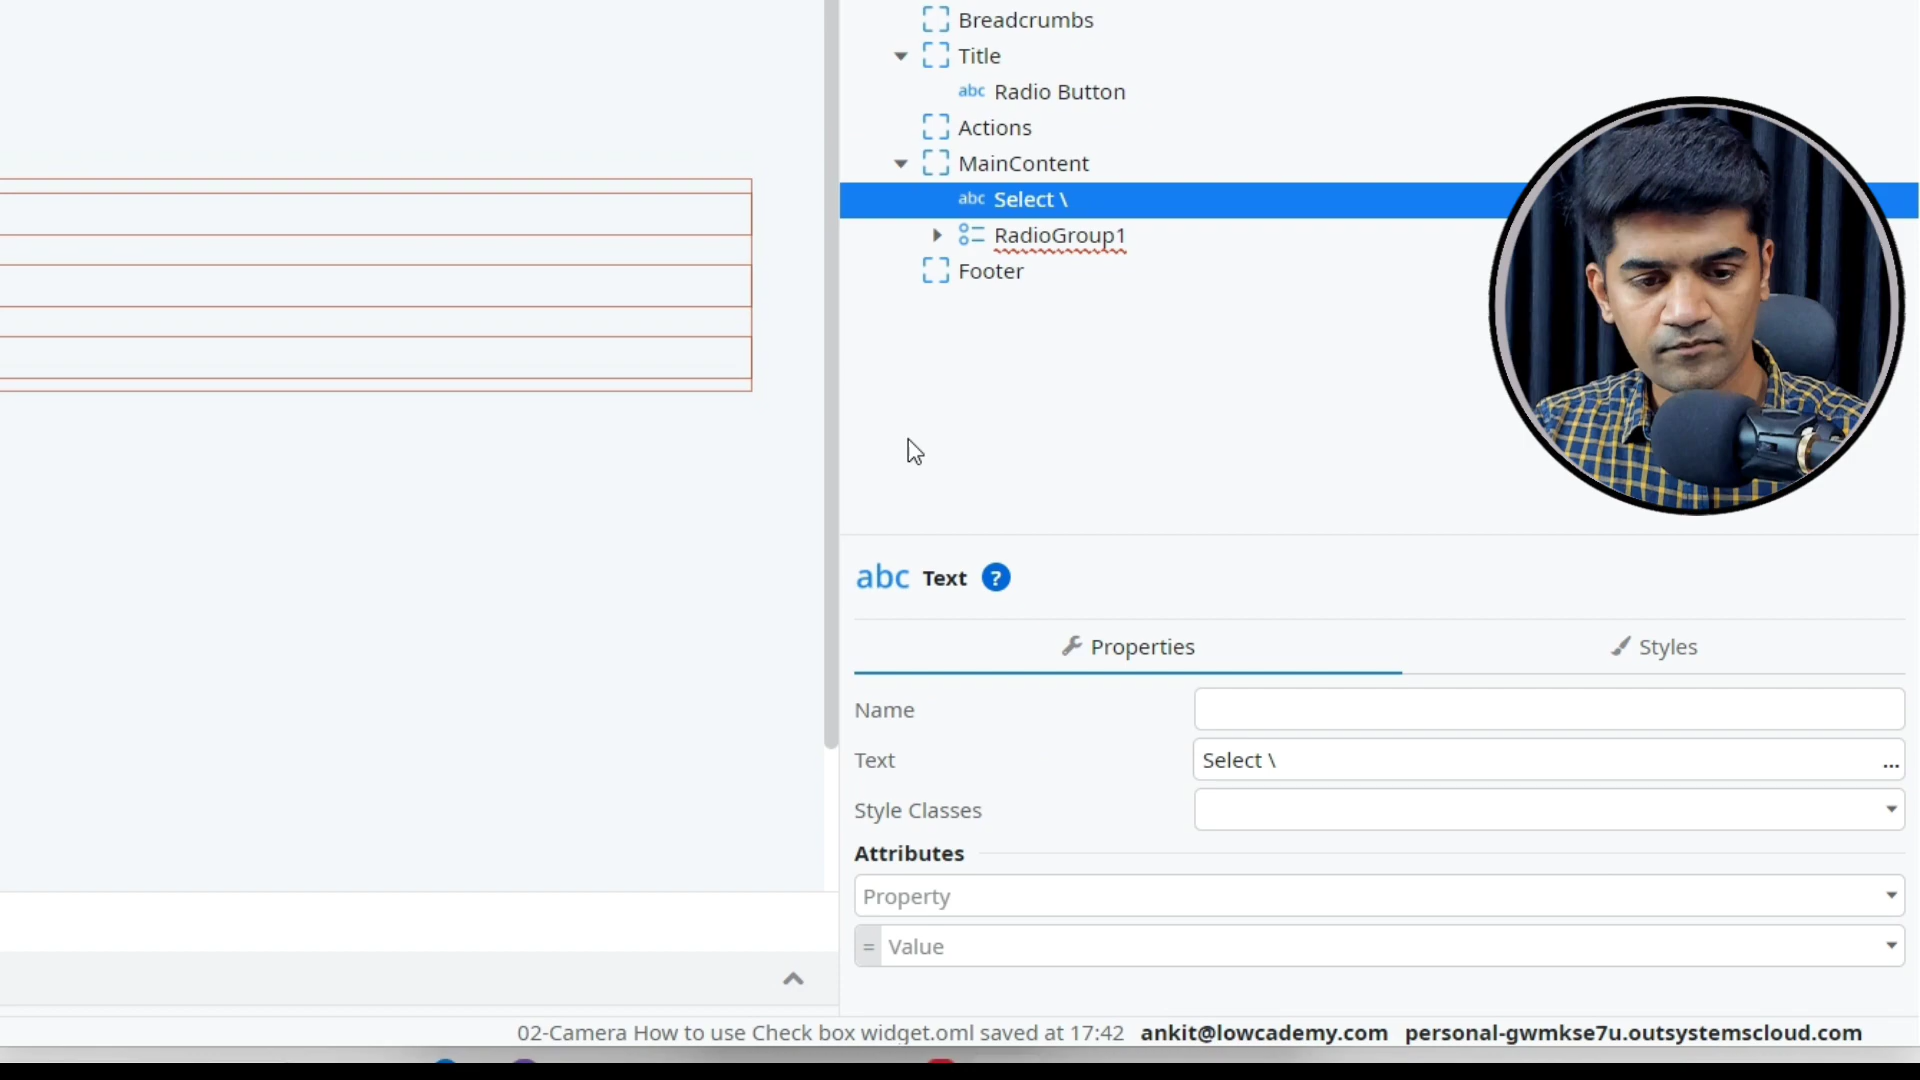 Breadcrumbs
Title
abc Radio Button
Actions
MainContent
abc Select \
RadioGroup1
Footer
abc Text ?
Properties Styles
Name
Text Select \ ...
Style Classes
Attributes
Property
= Value
02-Camera How to use Check box widget.oml saved at 17:42 ankit@lowcademy.com personal-gwmkse7u.outsystemscloud.com